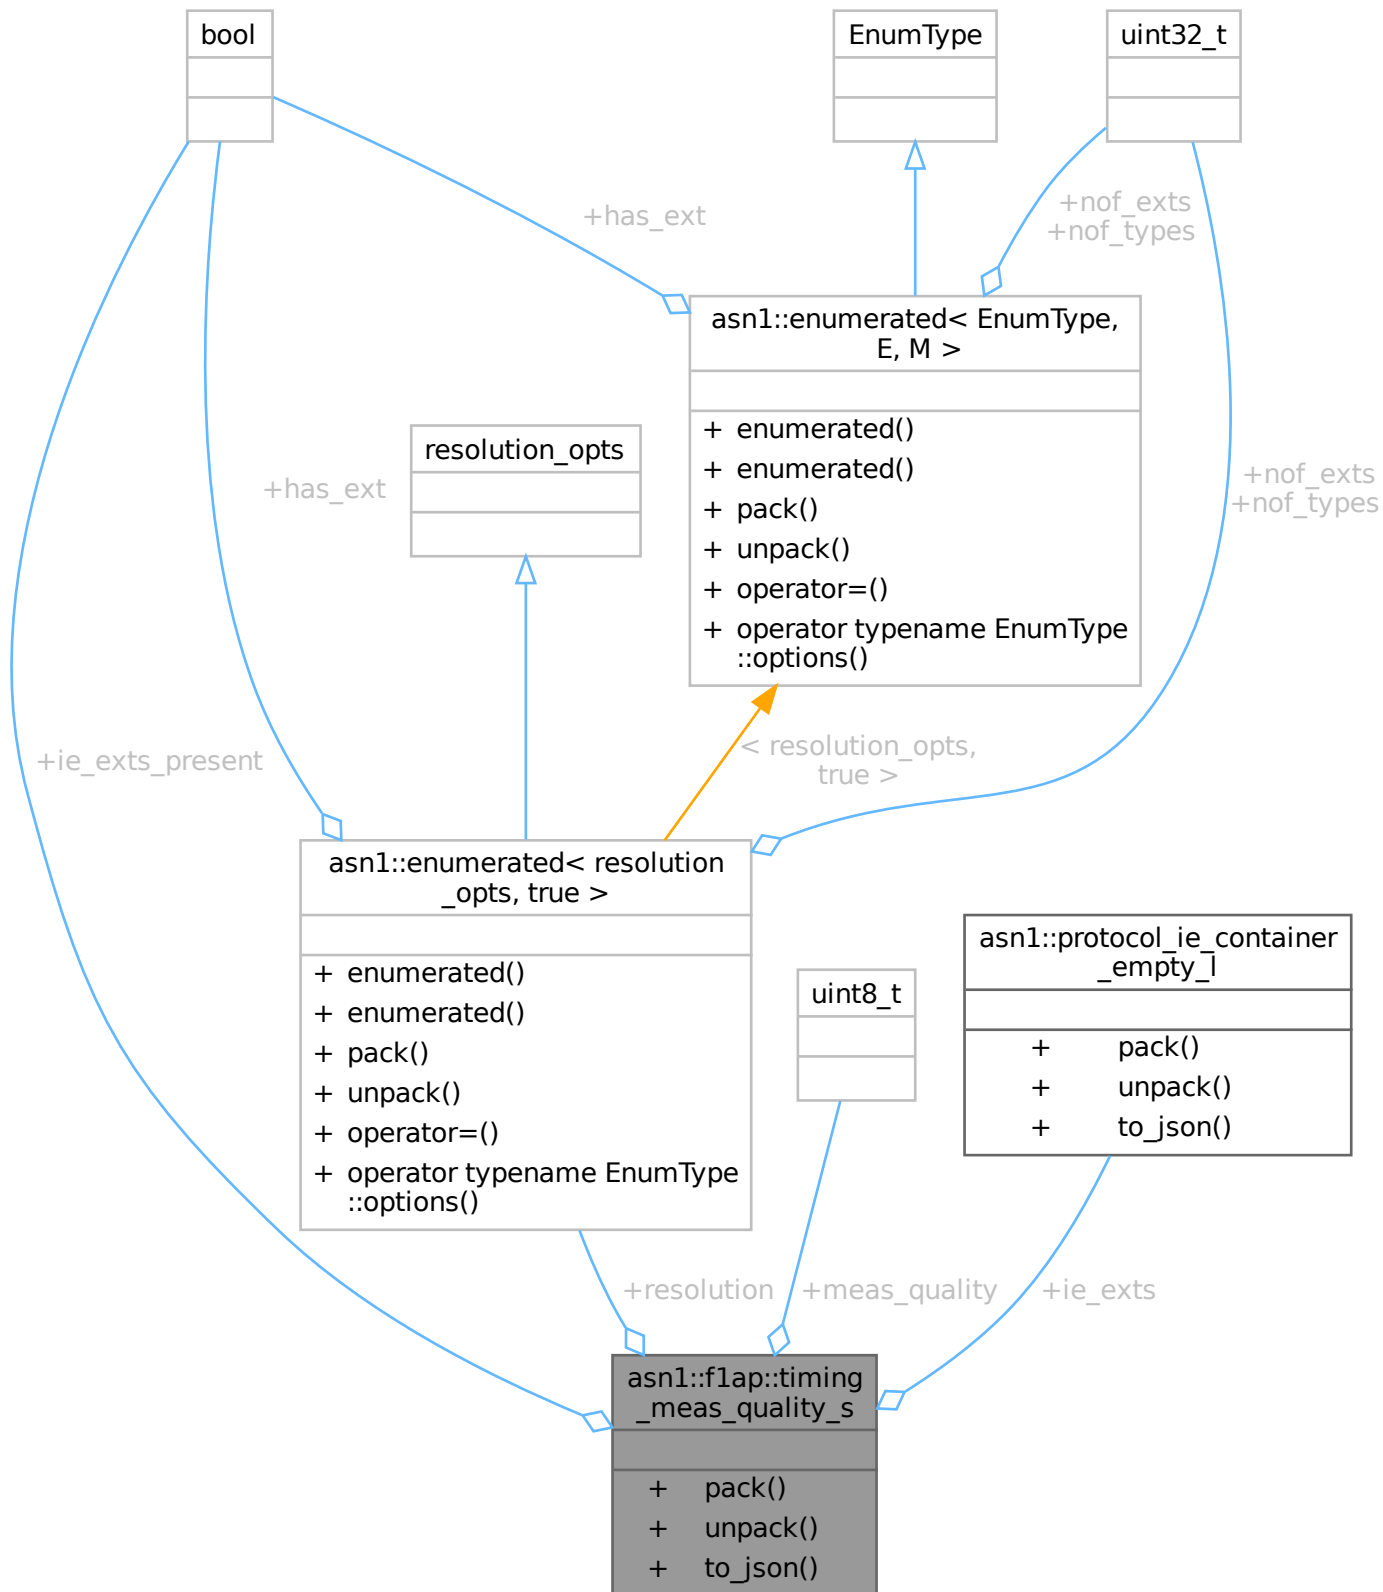 bool
EnumType
uint32_t
+has_ext
+nof_exts
+nof_types
asn1::enumerated< EnumType,
E, M >
+ enumerated()
+ enumerated()
+ pack()
+ unpack()
+ operator=()
+ operator typename EnumType
::options()
resolution_opts
+has_ext
+nof_exts
+nof_types
+ie_exts_present
< resolution_opts,
true >
asn1::enumerated< resolution
_opts, true >
+ enumerated()
+ enumerated()
+ pack()
+ unpack()
+ operator=()
+ operator typename EnumType
::options()
uint8_t
asn1::protocol_ie_container
_empty_l
+ pack()
+ unpack()
+ to_json()
+resolution
+meas_quality
+ie_exts
asn1::f1ap::timing
_meas_quality_s
+ pack()
+ unpack()
+ to_json()